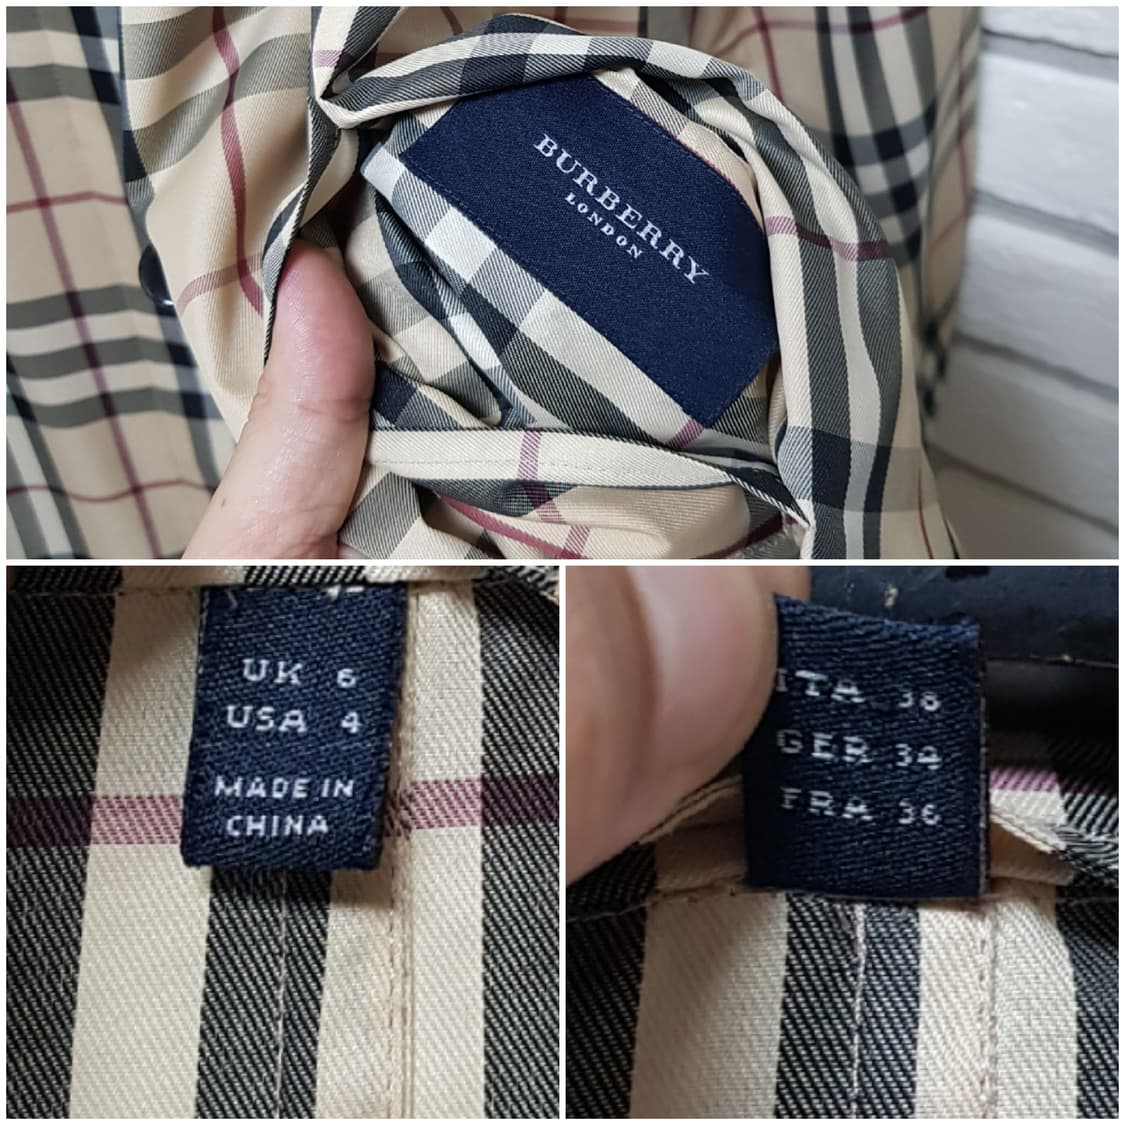 BURBERRY
LONDON
UK 6
USA 4
MADE IN
CHINA
ITA 38
GER 34
FRA 36